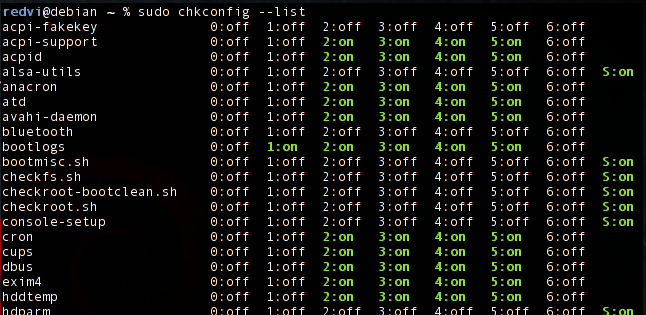 redvi@debian ~ % sudo chkconfig --list
acpi-fakekey 0:off 1:off 2:off 3:off 4:off 5:off 6:off
acpi-support 0:off 1:off 2:on 3:on 4:on 5:on 6:off
acpid 0:off 1:off 2:on 3:on 4:on 5:on 6:off
alsa-utils 0:off 1:off 2:off 3:off 4:off 5:off 6:off S:on
anacron 0:off 1:off 2:on 3:on 4:on 5:on 6:off
atd 0:off 1:off 2:on 3:on 4:on 5:on 6:off
avahi-daemon 0:off 1:off 2:on 3:on 4:on 5:on 6:off
bluetooth 0:off 1:off 2:off 3:off 4:off 5:off 6:off
bootlogs 0:off 1:on 2:on 3:on 4:on 5:on 6:off
bootmisc.sh 0:off 1:off 2:off 3:off 4:off 5:off 6:off S:on
checkfs.sh 0:off 1:off 2:off 3:off 4:off 5:off 6:off S:on
checkroot-bootclean.sh 0:off 1:off 2:off 3:off 4:off 5:off 6:off S:on
checkroot.sh 0:off 1:off 2:off 3:off 4:off 5:off 6:off S:on
console-setup 0:off 1:off 2:off 3:off 4:off 5:off 6:off S:on
cron 0:off 1:off 2:on 3:on 4:on 5:on 6:off
cups 0:off 1:off 2:on 3:on 4:on 5:on 6:off
dbus 0:off 1:off 2:on 3:on 4:on 5:on 6:off
exim4 0:off 1:off 2:on 3:on 4:on 5:on 6:off
hddtemp 0:off 1:off 2:on 3:on 4:on 5:on 6:off
hdparm 0:off 1:off 2:off 3:off 4:off 5:off 6:off S:on